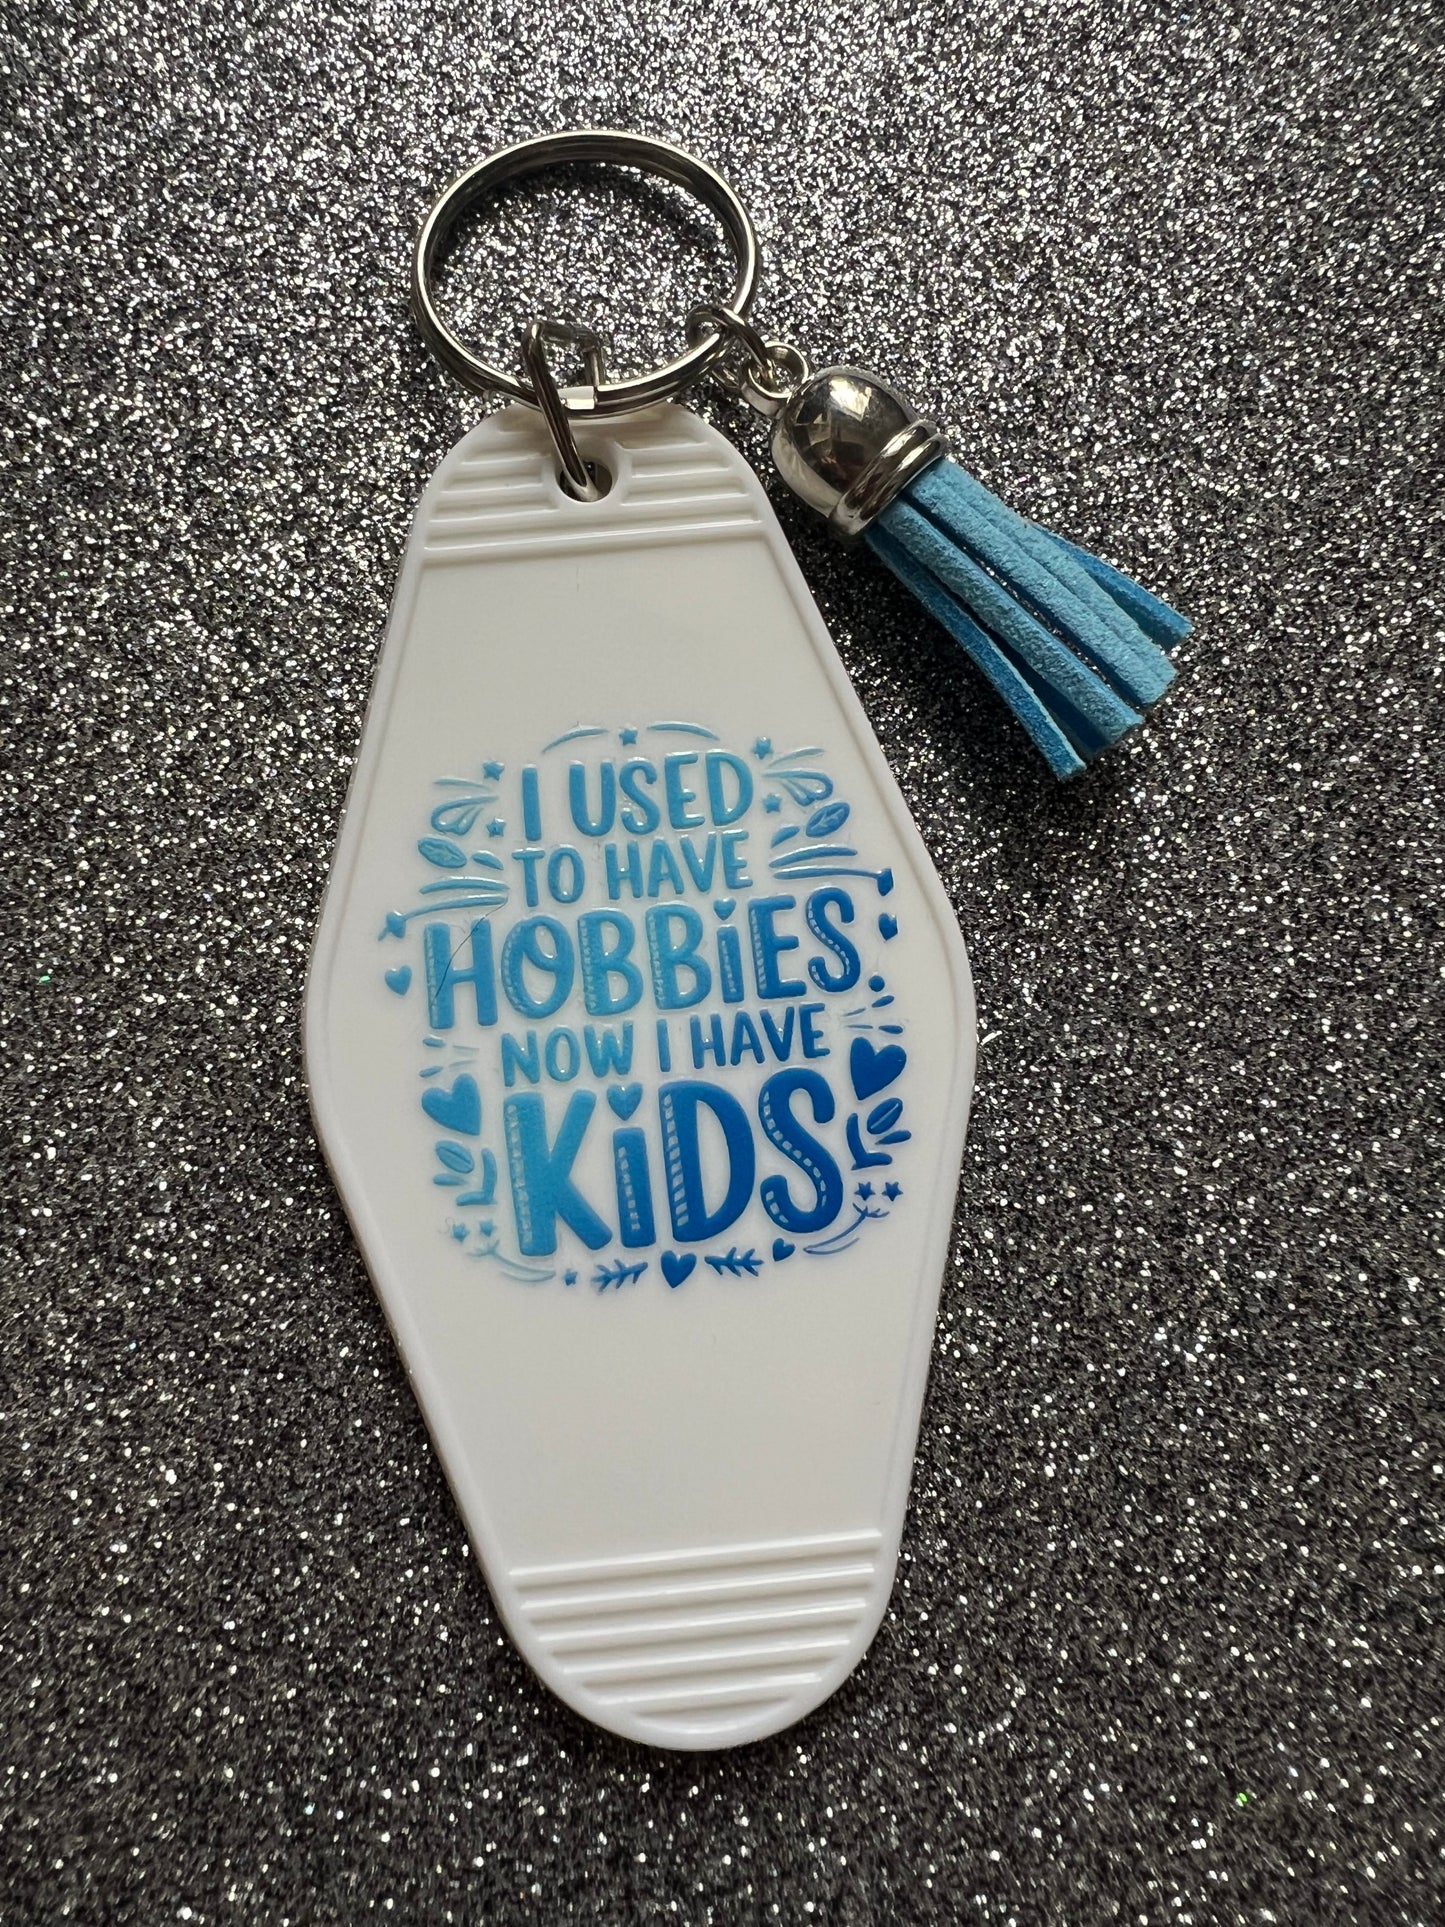 I USED
TO HAVE
HOBBiES.
NOW I HAVE
KiDS